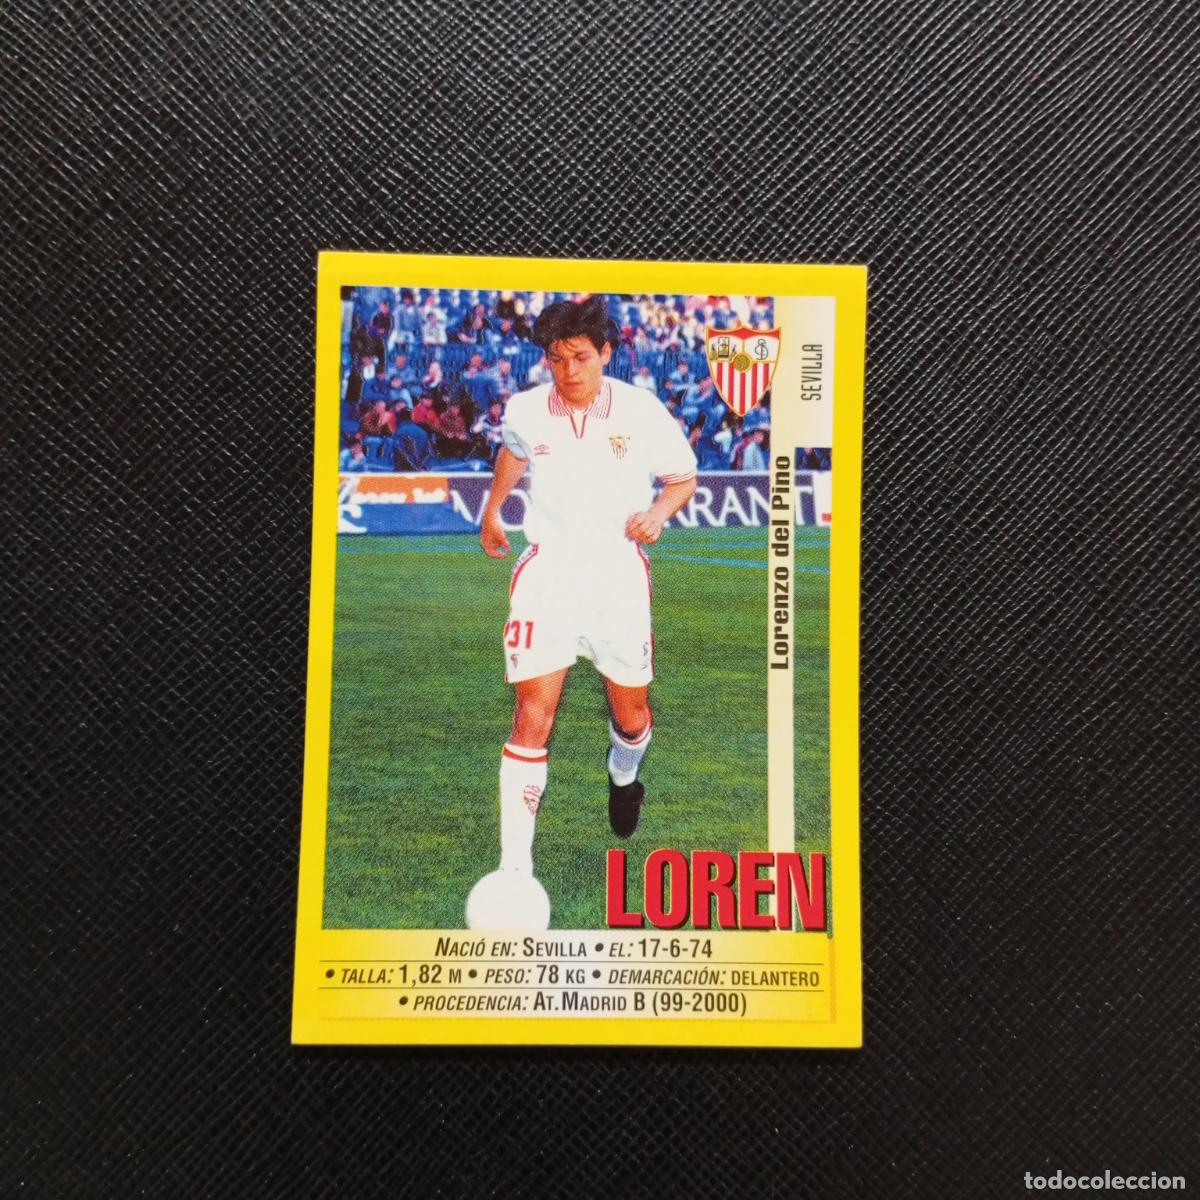 SEVILLA
Lorenzo del Pino
31
LOREN
NACIÓ EN: SEVILLA • EL: 17-6-74
• TALLA: 1,82 M • PESO: 78 KG • DEMARCACIÓN: DELANTERO
• PROCEDENCIA: AT. MADRID B (99-2000)
todocoleccion